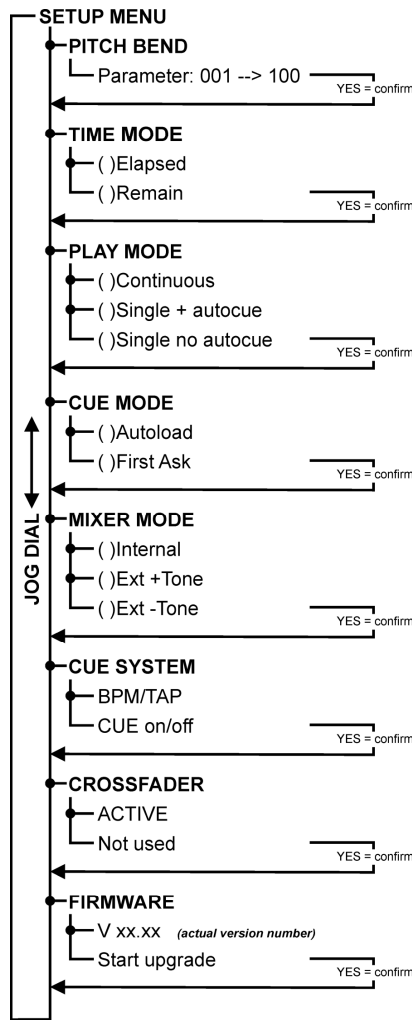 SETUP MENU
PITCH BEND
Parameter: 001 --> 100
YES = confirm
TIME MODE
( )Elapsed
( )Remain
YES = confirm
PLAY MODE
( )Continuous
( )Single + autocue
( )Single no autocue
YES = confirm
CUE MODE
( )Autoload
( )First Ask
YES = confirm
JOG DIAL
MIXER MODE
( )Internal
( )Ext +Tone
( )Ext -Tone
YES = confirm
CUE SYSTEM
BPM/TAP
CUE on/off
YES = confirm
CROSSFADER
ACTIVE
Not used
YES = confirm
FIRMWARE
V xx.xx (actual version number)
Start upgrade
YES = confirm